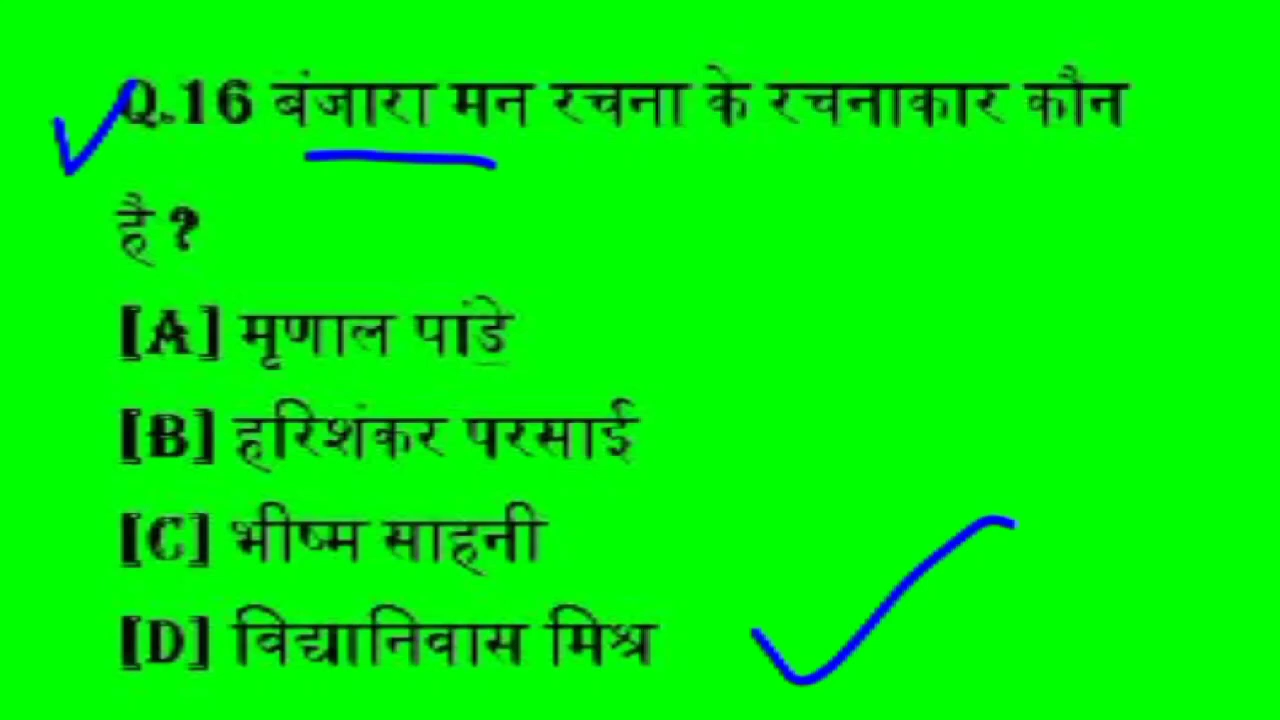 Q.16 बंजारा मन रचना के रचनाकार कौन
है ?
[A] मृणाल पांडे
[B] हरिशंकर परसाई
[C] भीष्म साहनी
[D] विद्यानिवास मिश्र